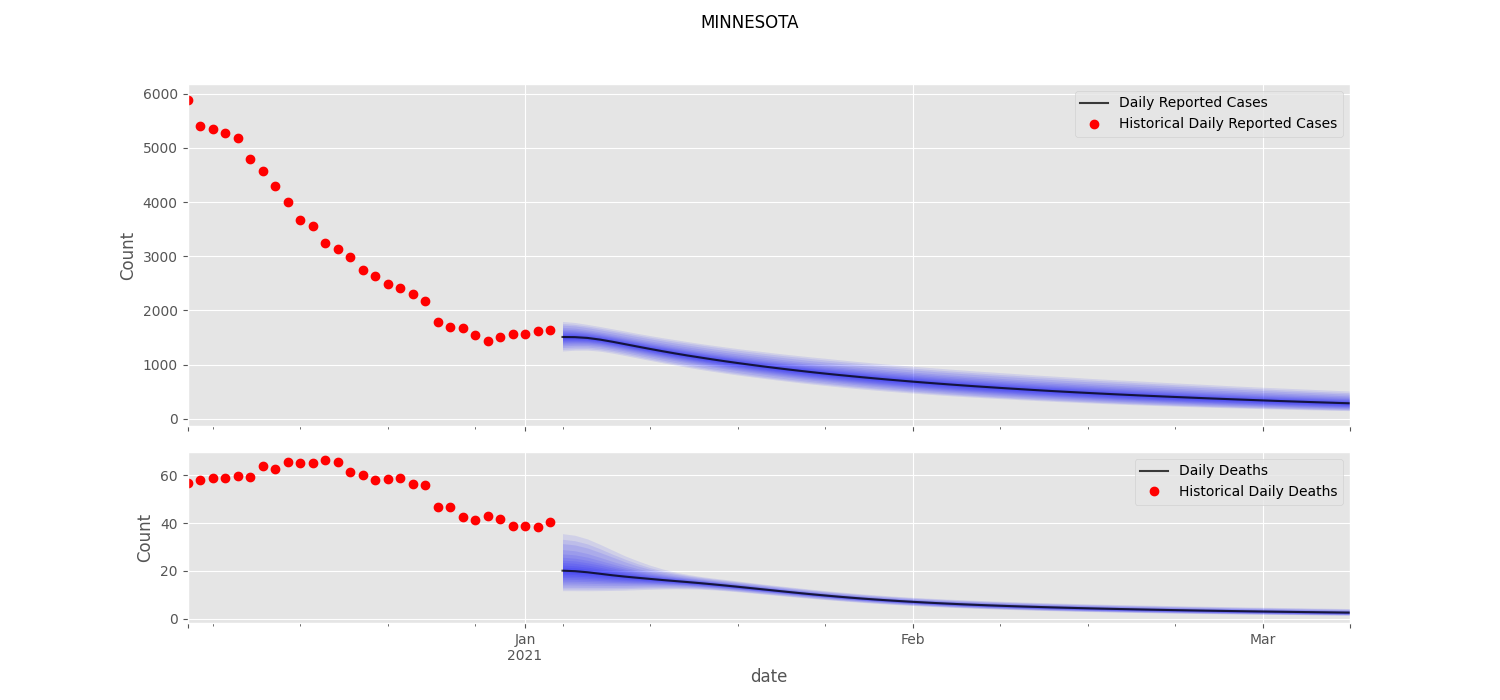 MINNESOTA
6000
5000
4000
3000
2000
1000
0
Count
Daily Reported Cases
Historical Daily Reported Cases
60
40
20
0
Count
Daily Deaths
Historical Daily Deaths
Jan
2021
Feb
Mar
date